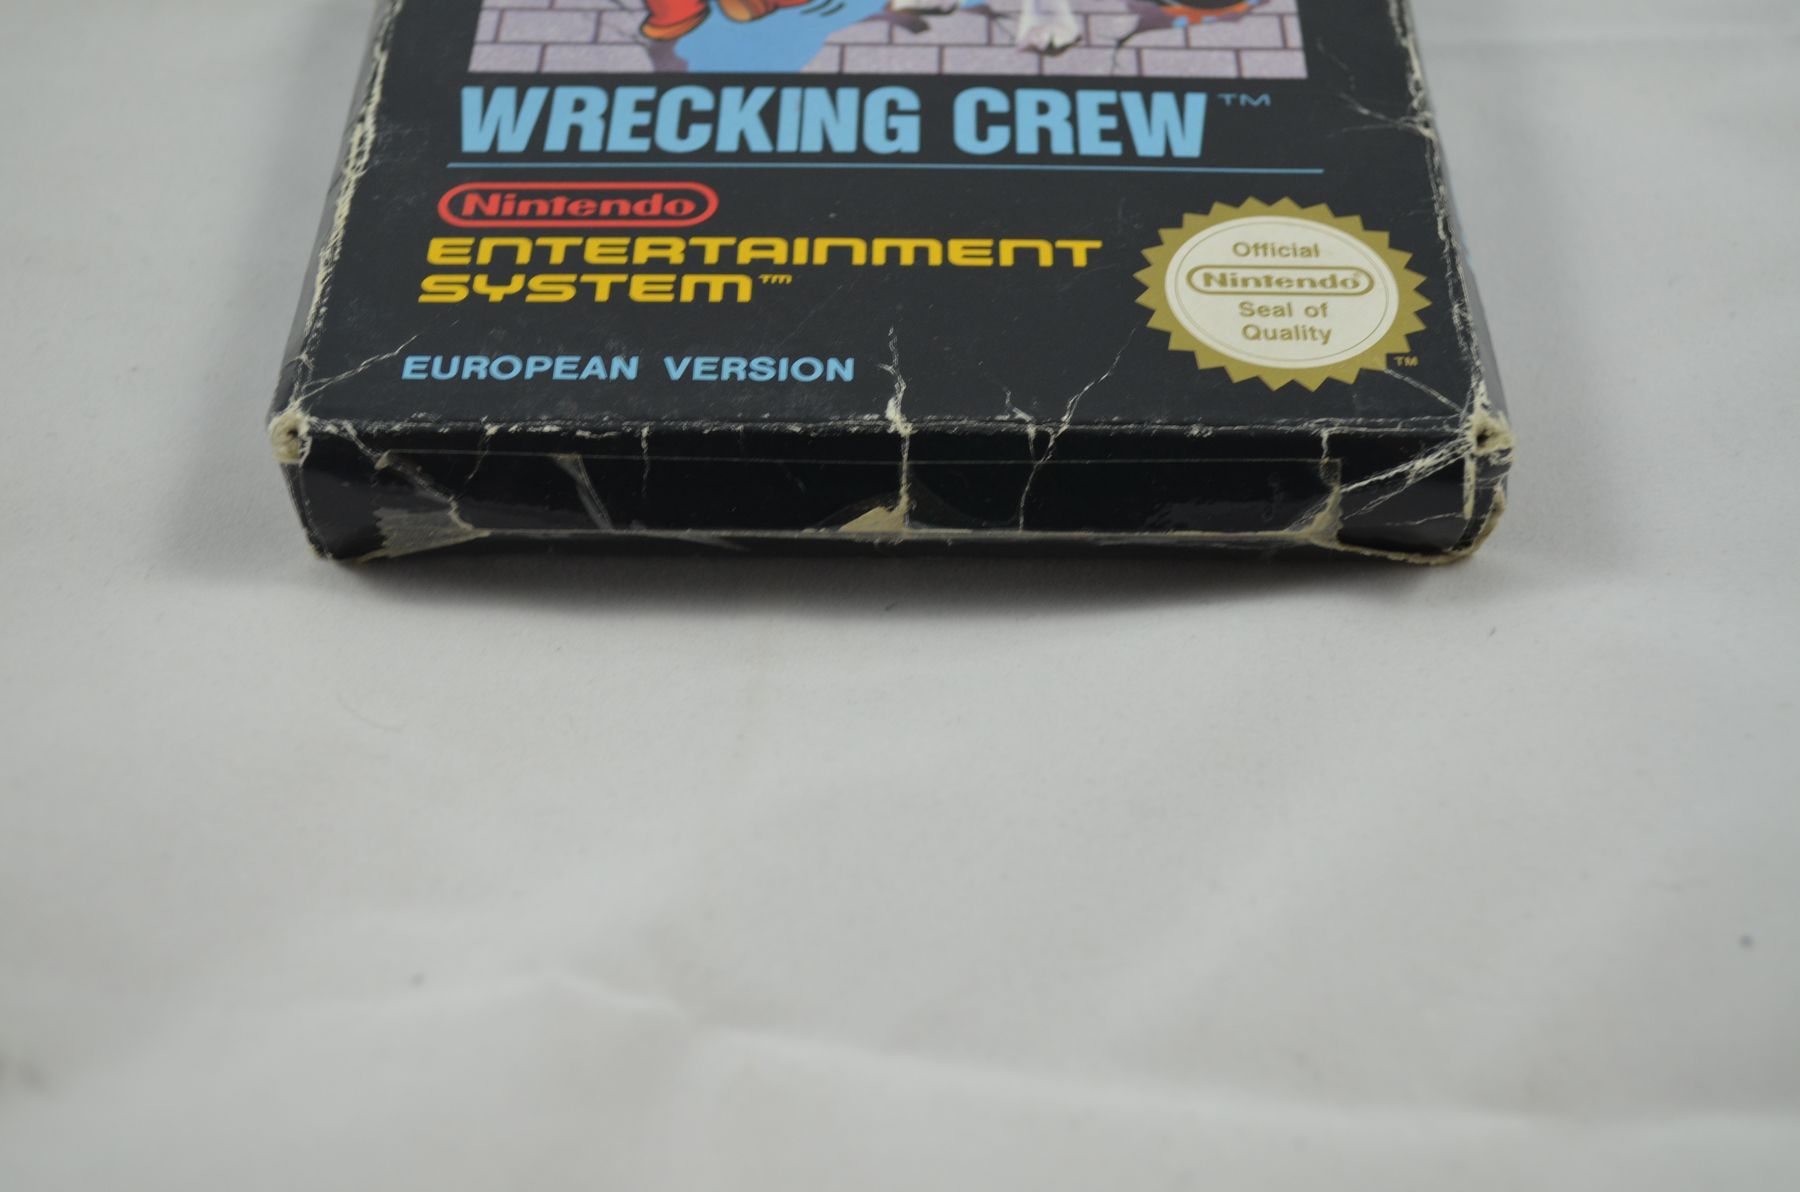 WRECKING CREW™
Nintendo
ENTERTAINMENT
SYSTEM™
EUROPEAN VERSION
Official
Nintendo®
Seal of
Quality
TM